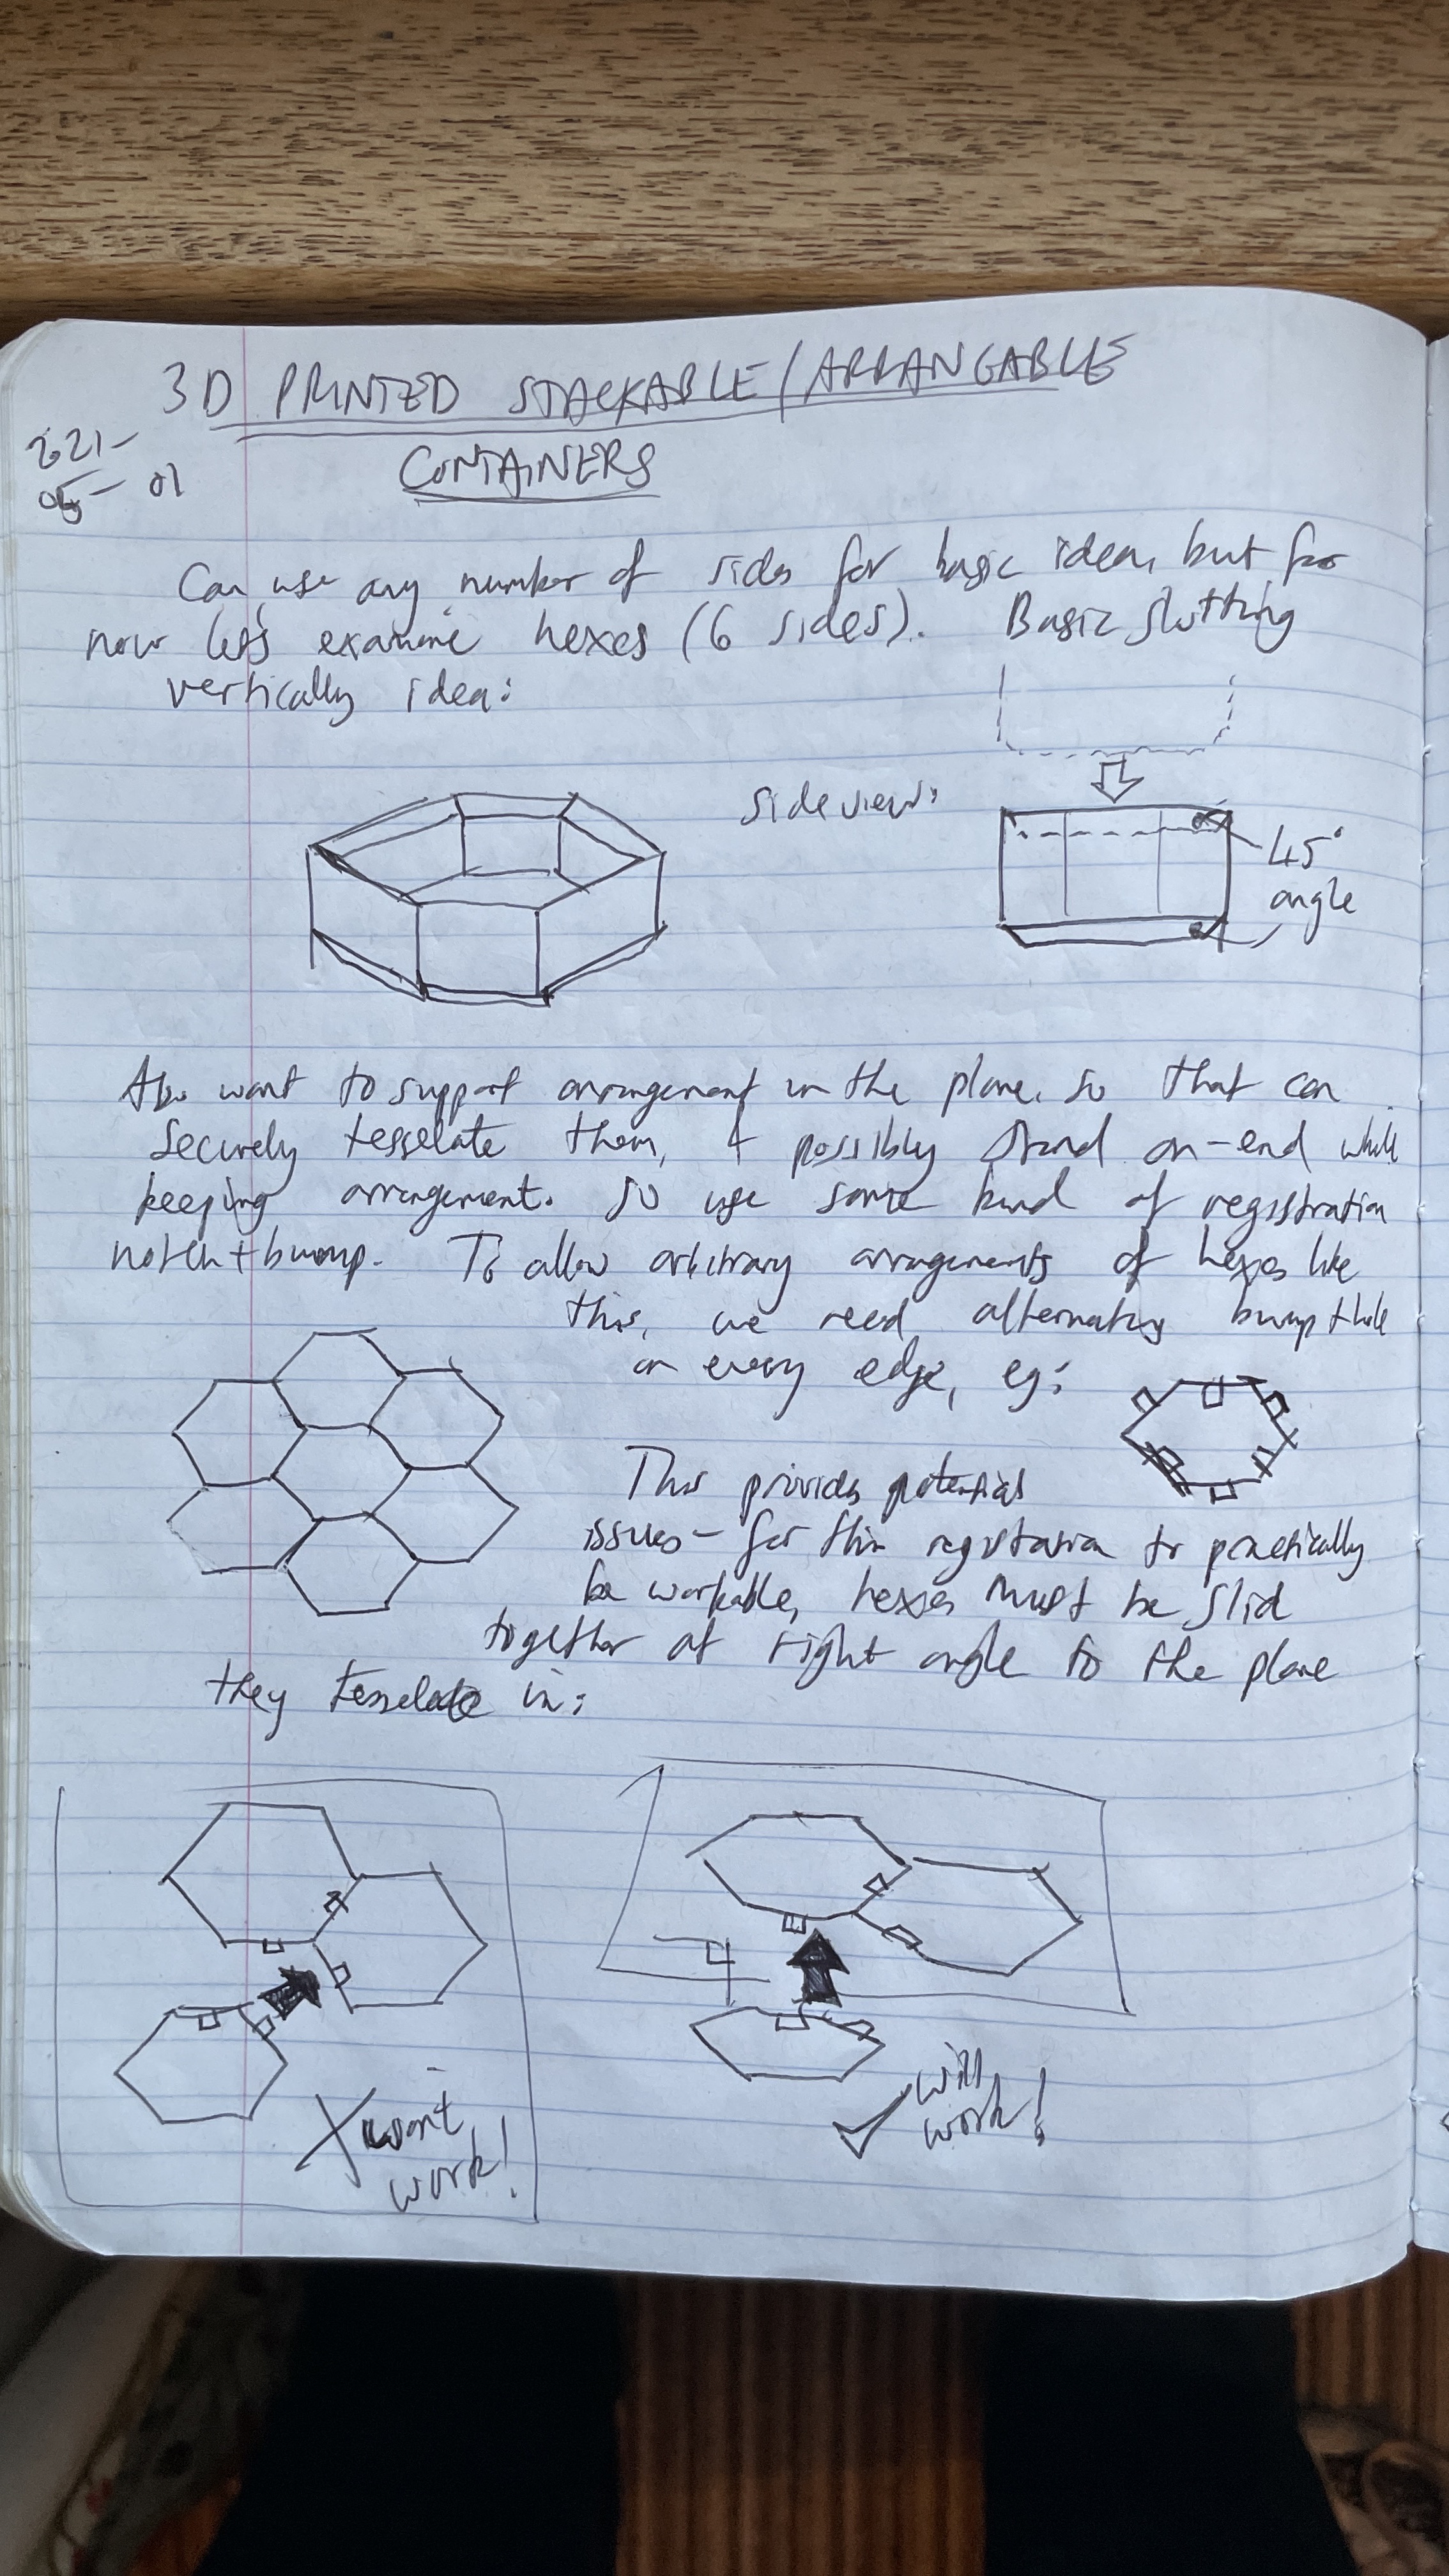 3D PRINTED STACKABLE/ARRANGABLE
CONTAINERS
221-
05-01
Can use any number of sides for basic idea, but for
now lets examine hexes (6 sides). Basic slotting
vertically idea:
side view:
45°
angle
Also want to support arrangement in the plane, so that can
securely tesselate them, & possibly stand on-end while
keeping arrangement. So use some kind of registration
notch + bump. To allow arbitrary arrangements of hexes like
this, we need alternating bump + hole
on every edge, eg:
This provides potential
issues - for this registration to practically
be workable, hexes must be slid
together at right angle to the plane
they tesselate in:
won't
work!
will
work!